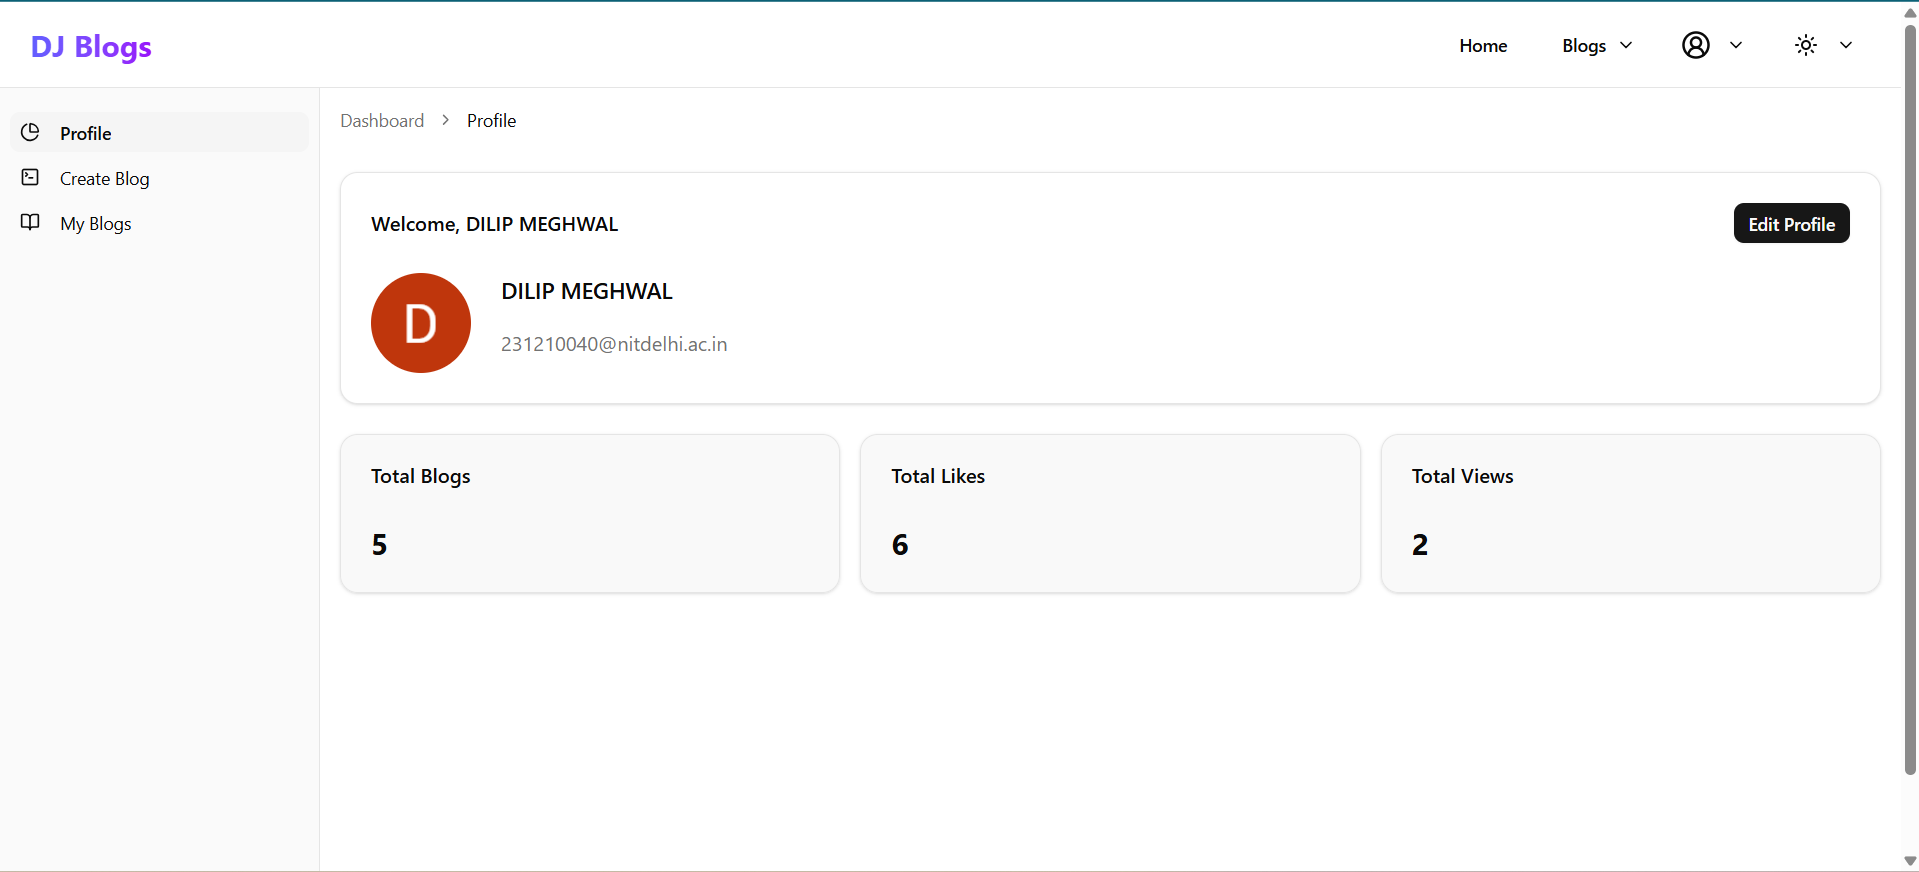 DJ Blogs
Home
Blogs
Profile
Create Blog
My Blogs
Dashboard
Profile
Welcome, DILIP MEGHWAL
Edit Profile
D
DILIP MEGHWAL
231210040@nitdelhi.ac.in
Total Blogs
5
Total Likes
6
Total Views
2